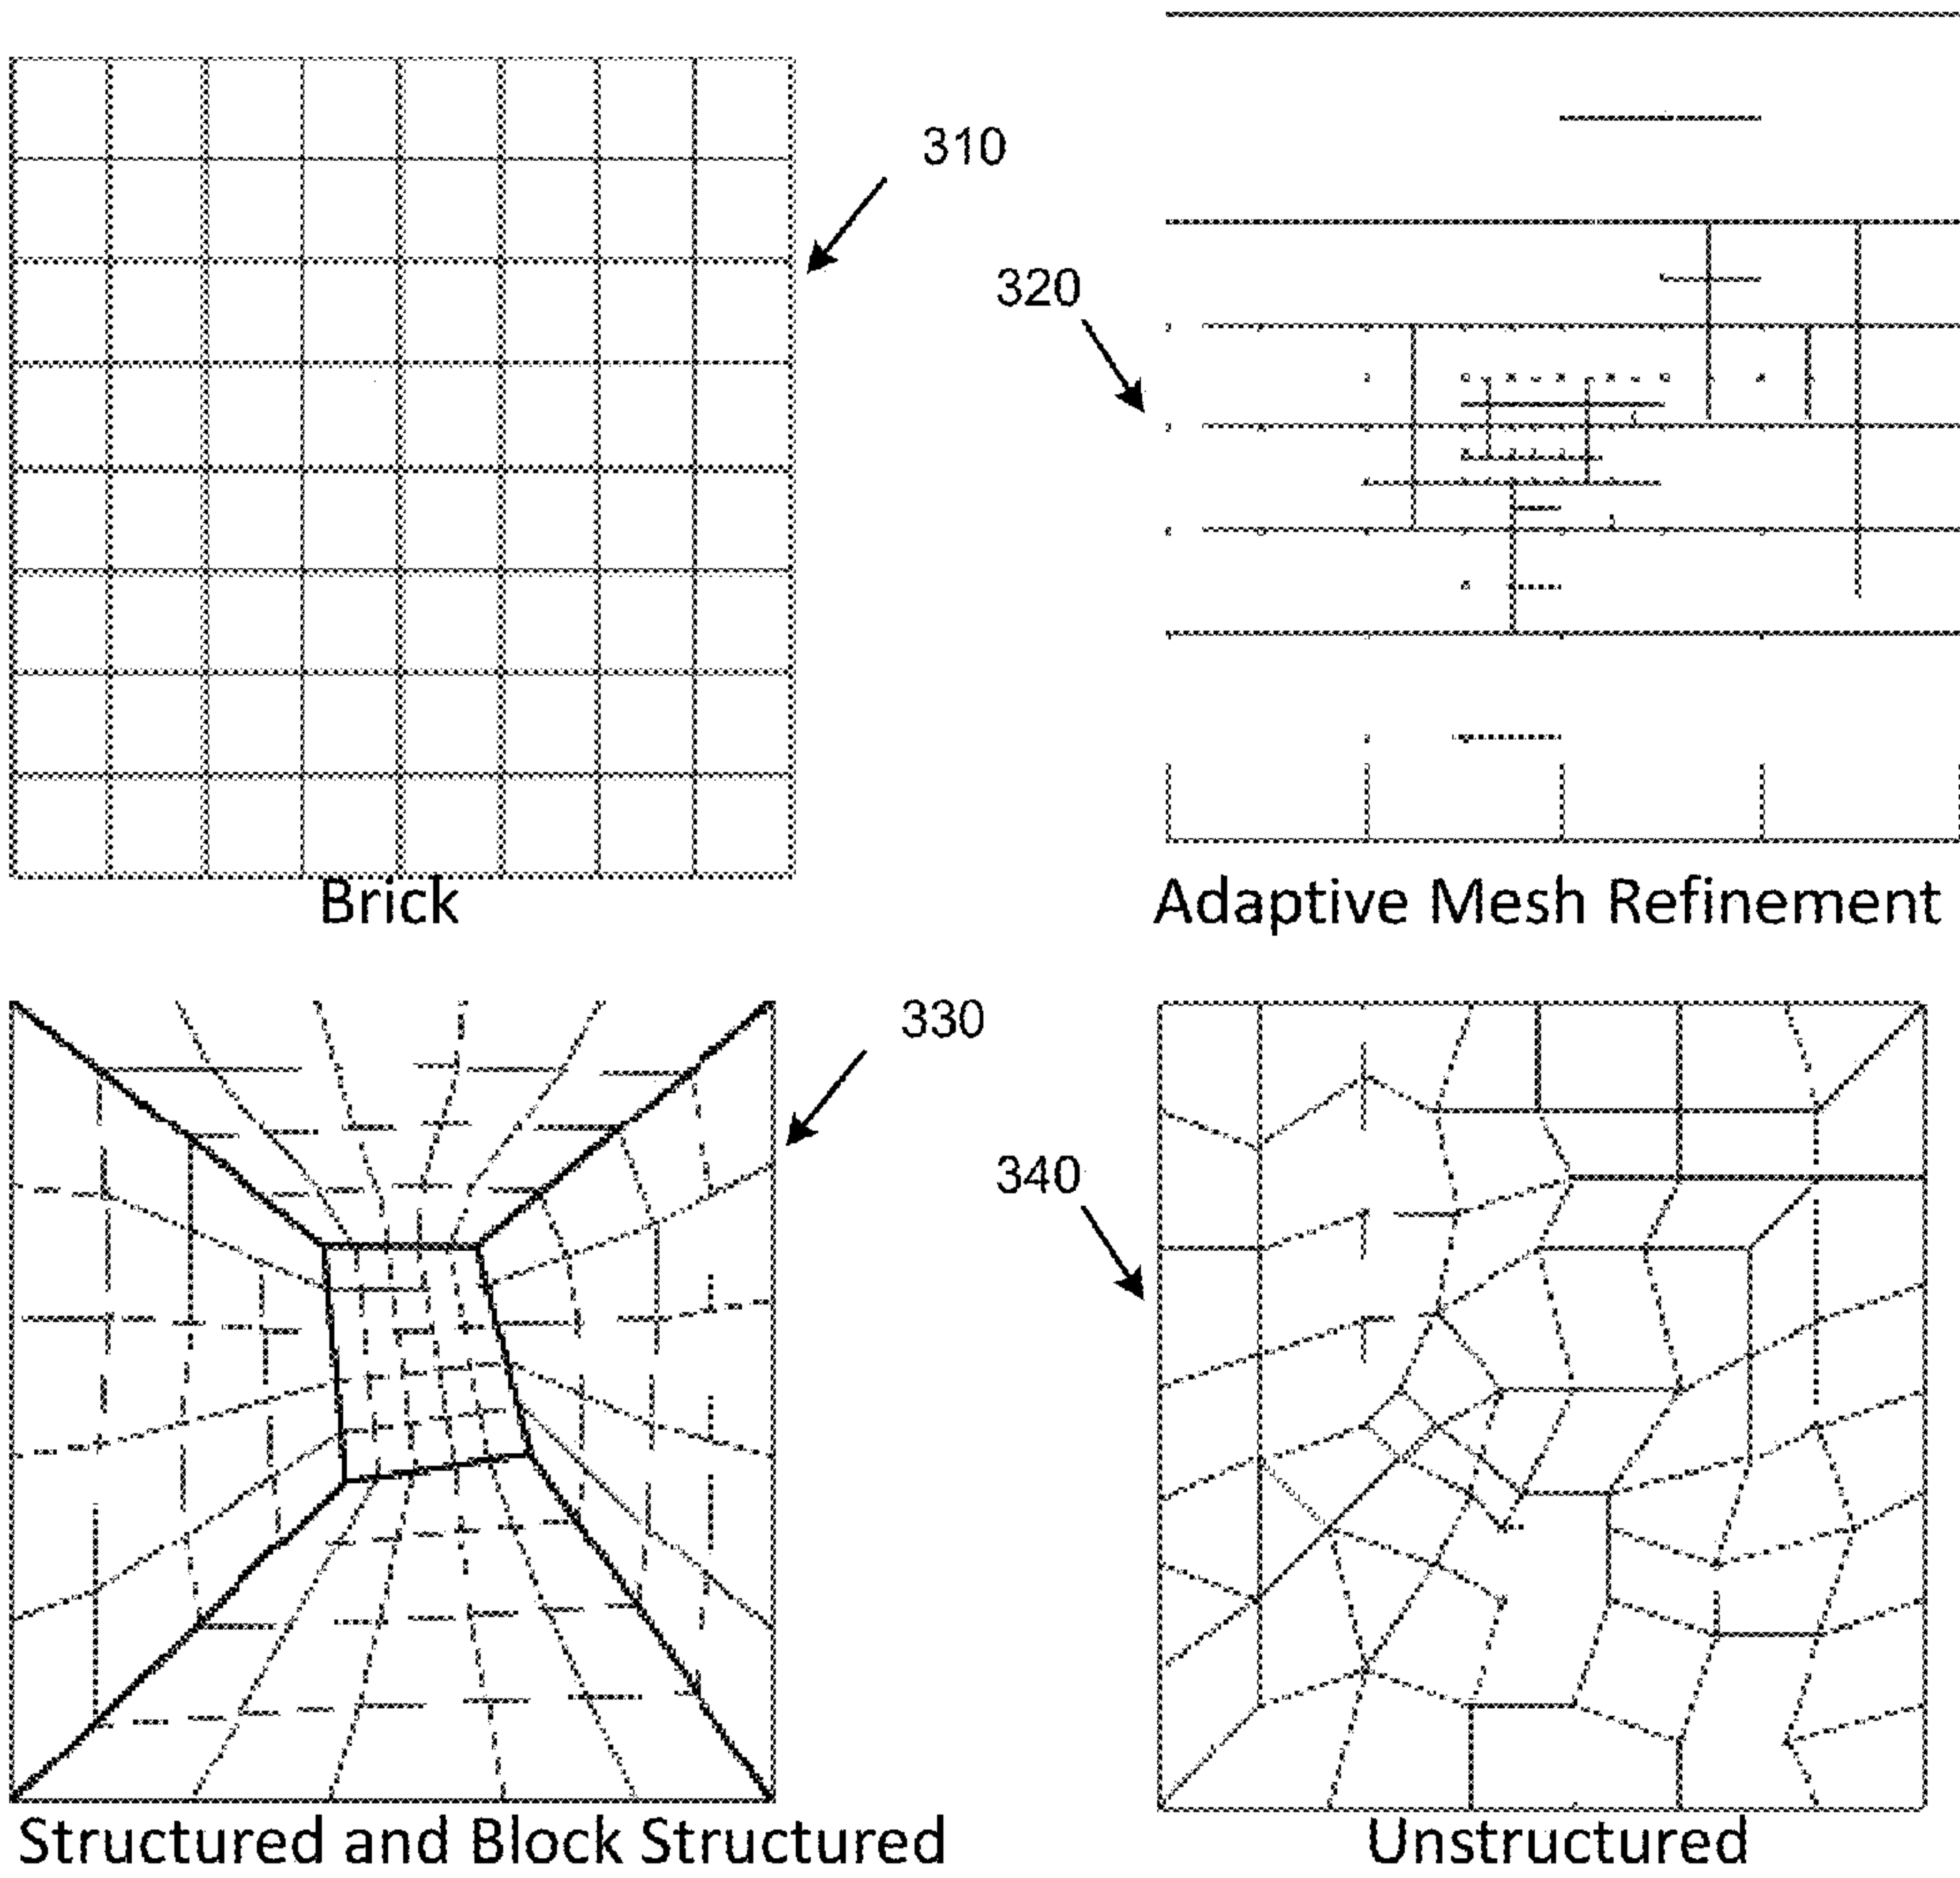 310
320
Brick
Adaptive Mesh Refinement
330
340
Structured and Block Structured
Unstructured